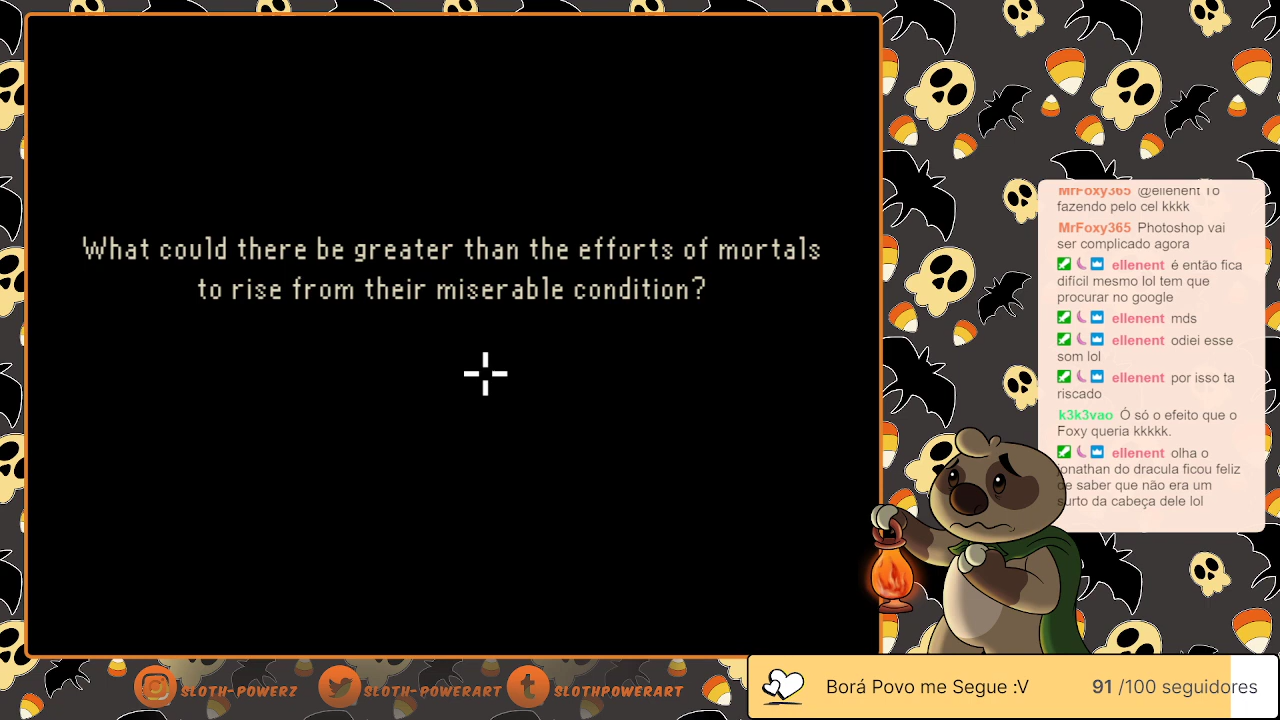 What could there be greater than the efforts of mortals
to rise from their miserable condition?
MrFoxy365 @ellenent To
fazendo pelo cel kkkk
MrFoxy365 Photoshop vai
ser complicado agora
ellenent é então fica
difícil mesmo lol tem que
procurar no google
ellenent mds
ellenent odiei esse
som lol
ellenent por isso ta
riscado
k3k3vao Ó só o efeito que o
Foxy queria kkkkk.
ellenent olha o
jonathan do dracula ficou feliz
de saber que não era um
surto da cabeça dele lol
SLOTH-POWERZ
SLOTH-POWERART
SLOTHPOWERART
Borá Povo me Segue :V
91 /100 seguidores